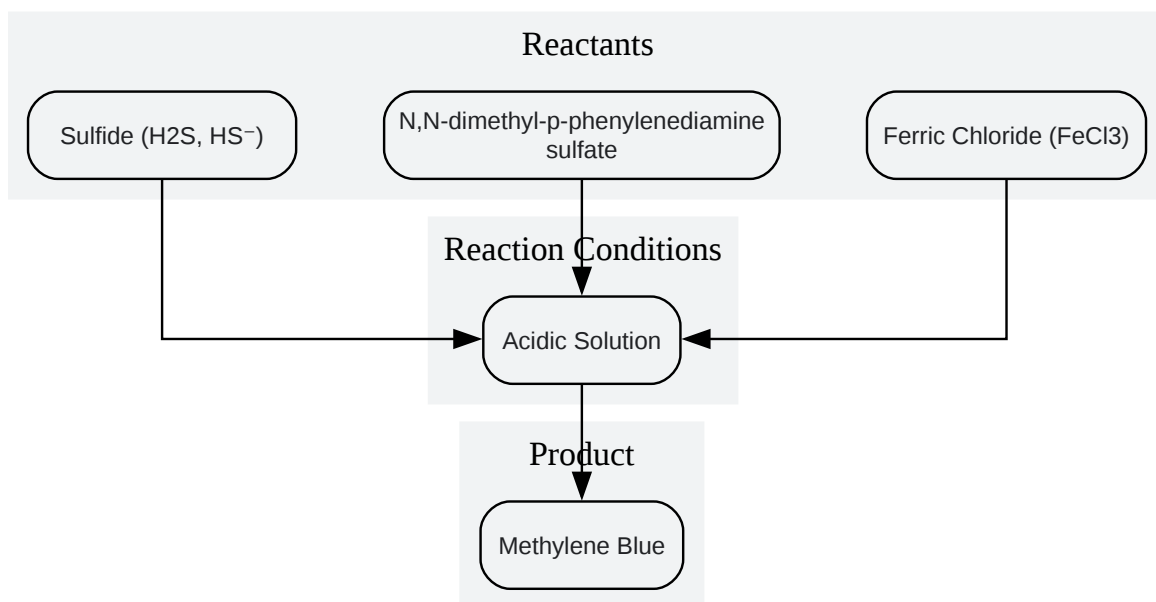 Reactants
Sulfide (H2S, HS⁻)
N,N-dimethyl-p-phenylenediamine
sulfate
Ferric Chloride (FeCl3)
Reaction Conditions
Acidic Solution
Product
Methylene Blue